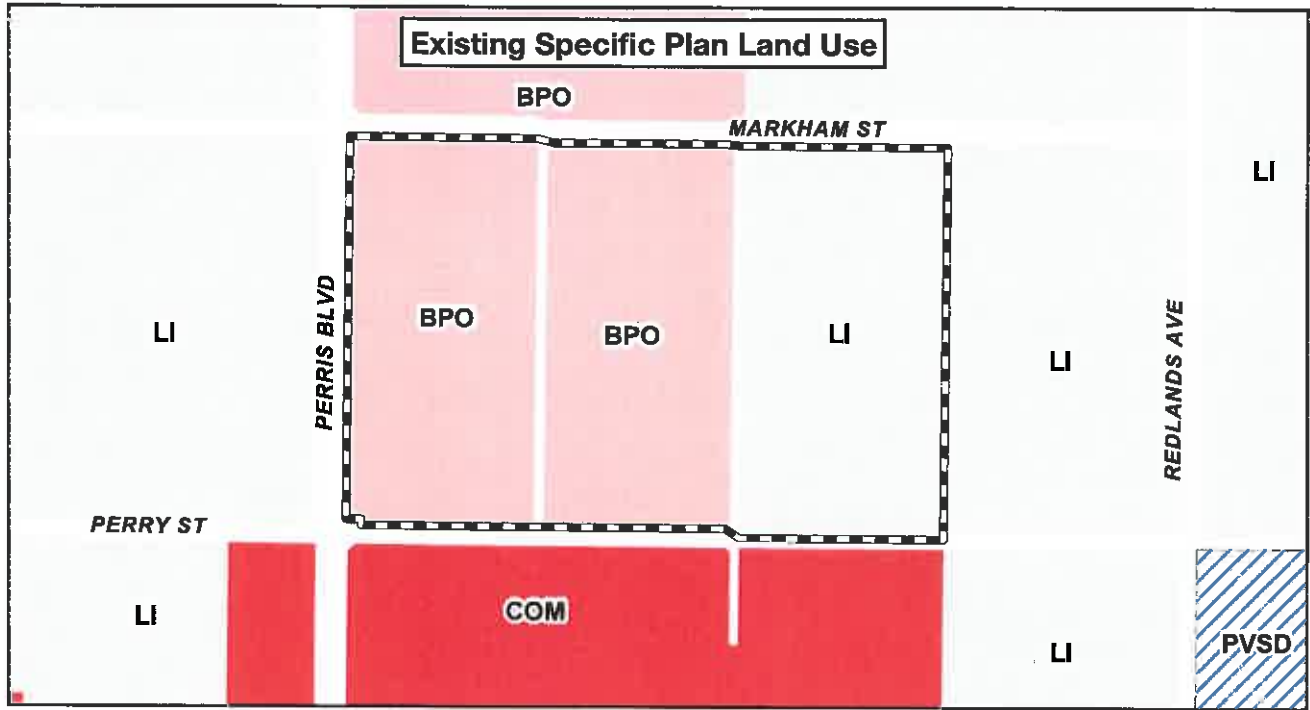 Existing Specific Plan Land Use
BPO
MARKHAM ST
LI
PERRIS BLVD
BPO
BPO
LI
LI
LI
REDLANDS AVE
PERRY ST
LI
COM
LI
PVSD